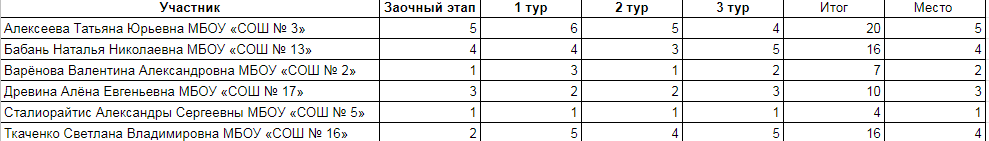 Участник Заочный этап 1 тур 2 тур 3 тур Итог Место
Алексеева Татьяна Юрьевна МБОУ «СОШ № 3» 5 6 5 4 20 5
Бабань Наталья Николаевна МБОУ «СОШ № 13» 4 4 3 5 16 4
Варёнова Валентина Александровна МБОУ «СОШ № 2» 1 3 1 2 7 2
Древина Алёна Евгеньевна МБОУ «СОШ № 17» 3 2 2 3 10 3
Сталиорайтис Александры Сергеевны МБОУ «СОШ № 5» 1 1 1 1 4 1
Ткаченко Светлана Владимировна МБОУ «СОШ № 16» 2 5 4 5 16 4